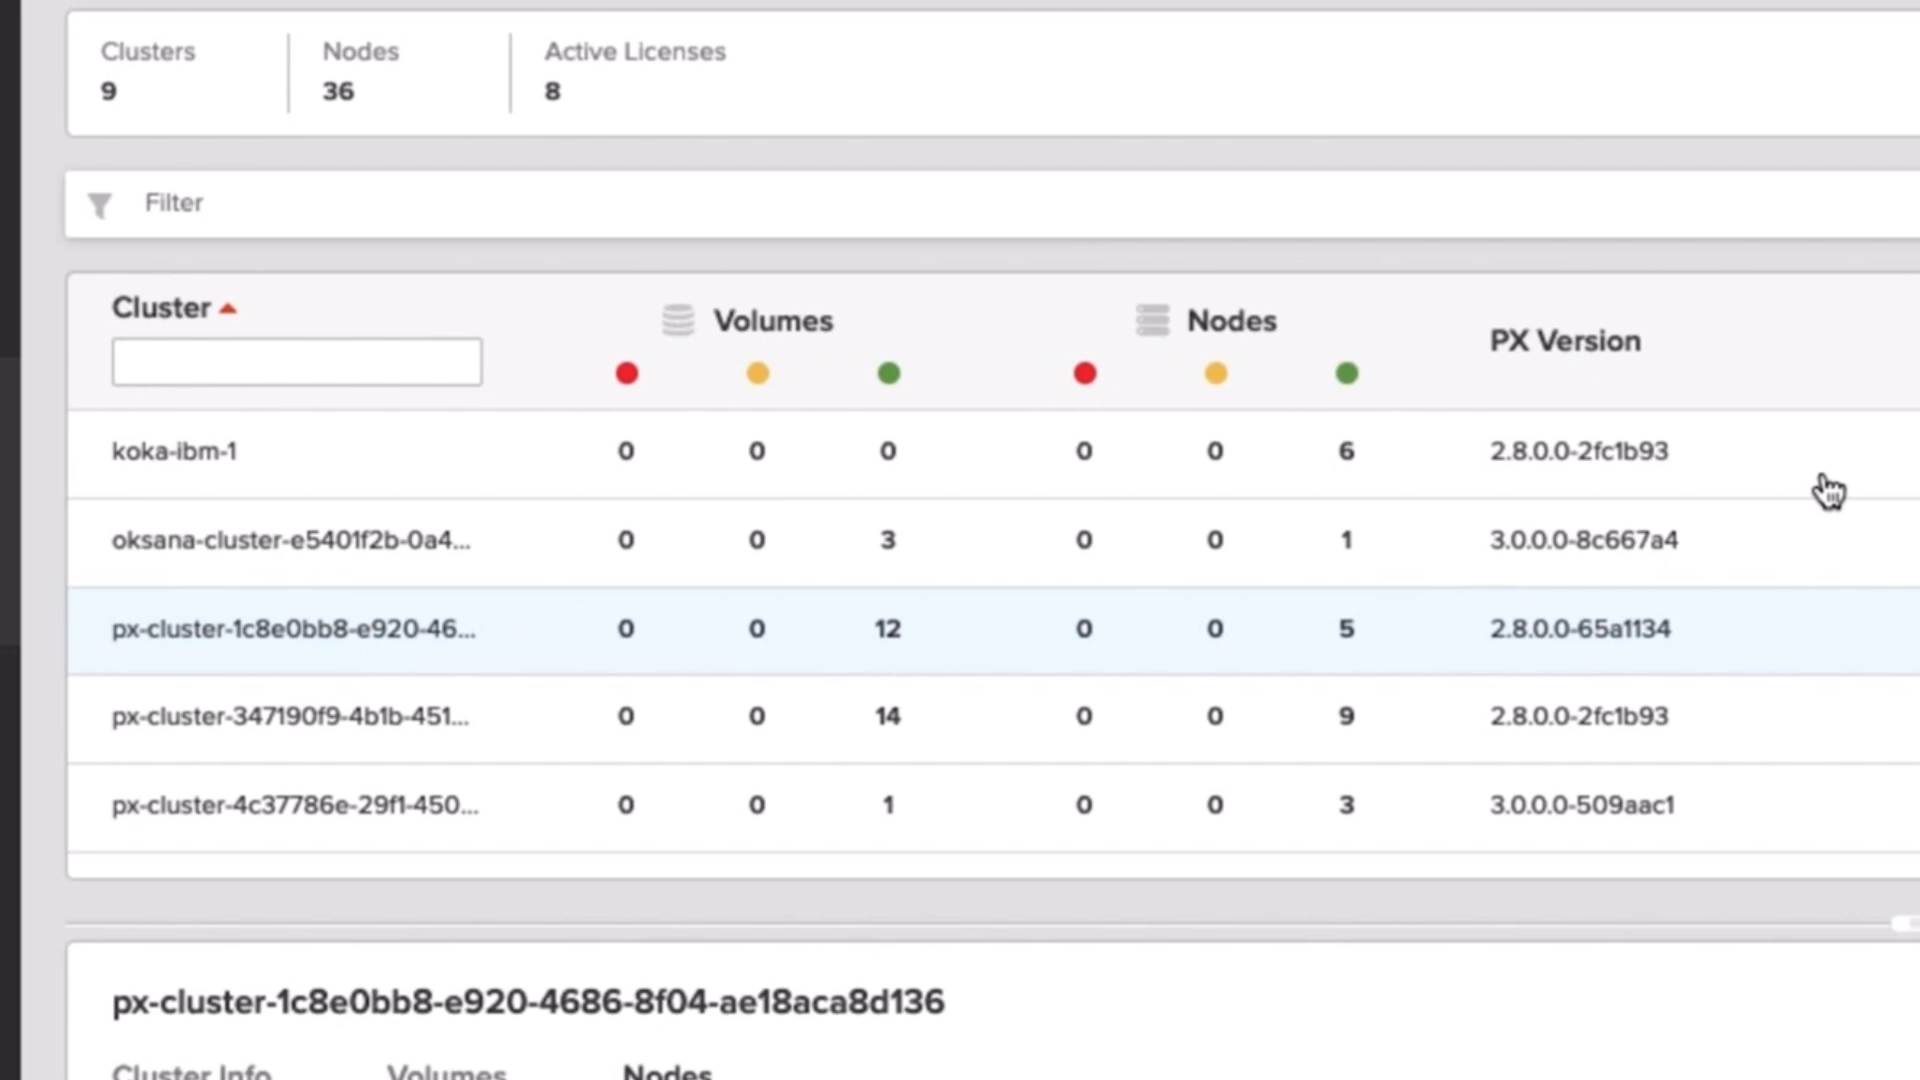 Clusters Nodes Active Licenses
9 36 8
Filter
Cluster Volumes Nodes PX Version
koka-ibm-1 0 0 0 0 0 6 2.8.0.0-2fc1b93
oksana-cluster-e5401f2b-0a4... 0 0 3 0 0 1 3.0.0.0-8c667a4
px-cluster-1c8e0bb8-e920-46... 0 0 12 0 0 5 2.8.0.0-65a1134
px-cluster-347190f9-4b1b-451... 0 0 14 0 0 9 2.8.0.0-2fc1b93
px-cluster-4c37786e-29f1-450... 0 0 1 0 0 3 3.0.0.0-509aac1
px-cluster-1c8e0bb8-e920-4686-8f04-ae18aca8d136
Cluster Info Volumes Nodes